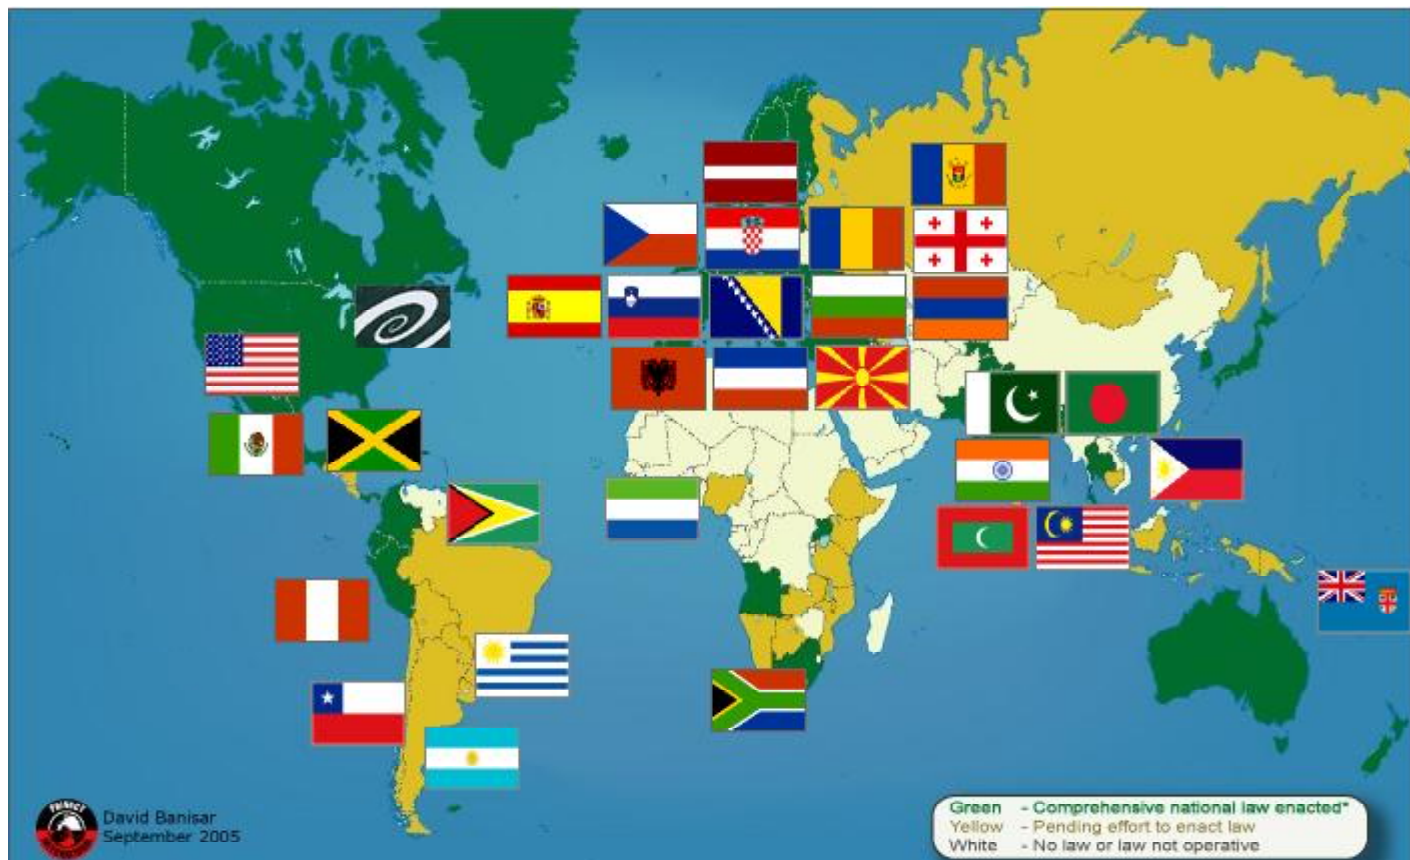 David Banisar
September 2005
Green - Comprehensive national law enacted*
Yellow - Pending effort to enact law
White - No law or law not operative